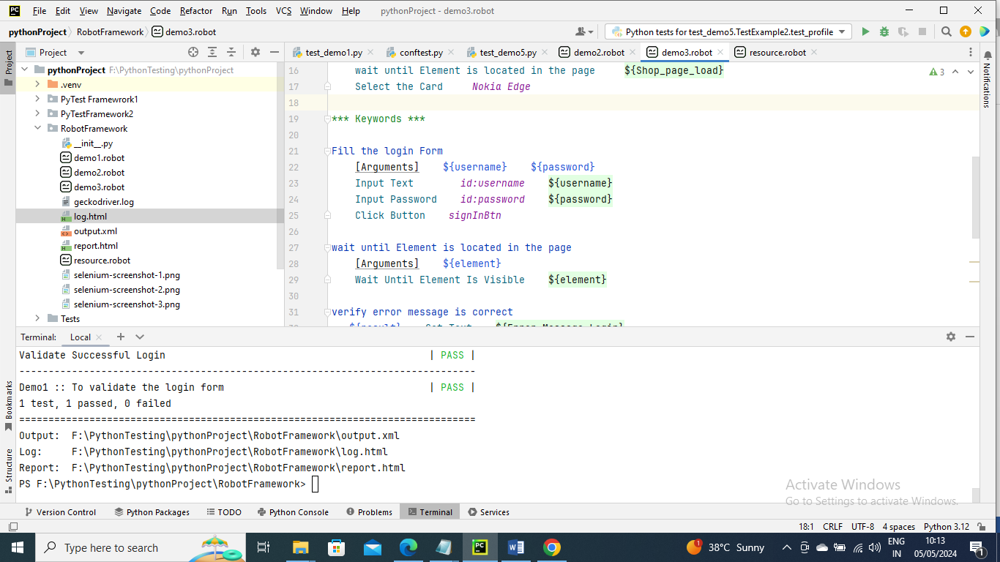 File Edit View Navigate Code Refactor Run Tools VCS Window Help pythonProject - demo3.robot
pythonProject RobotFramework demo3.robot Python tests for test_demo5.TestExample2.test_profile
Project
Project
test_demo1.py conftest.py test_demo5.py demo2.robot demo3.robot resource.robot
Notifications
pythonProject F:\PythonTesting\pythonProject
.venv
PyTest Framewrork1
PyTestFramework2
RobotFramework
__init__.py
demo1.robot
demo2.robot
demo3.robot
geckodriver.log
log.html
output.xml
report.html
resource.robot
selenium-screenshot-1.png
selenium-screenshot-2.png
selenium-screenshot-3.png
Tests
16 wait until Element is located in the page ${Shop_page_load} 3
17 Select the Card Nokia Edge
18
19 *** Keywords ***
20
21 Fill the login Form
22 [Arguments] ${username} ${password}
23 Input Text id:username ${username}
24 Input Password id:password ${password}
25 Click Button signInBtn
26
27 wait until Element is located in the page
28 [Arguments] ${element}
29 Wait Until Element Is Visible ${element}
30
31 verify error message is correct
Terminal: Local
Validate Successful Login | PASS |
------------------------------------------------------------------------------
Demo1 :: To validate the login form | PASS |
1 test, 1 passed, 0 failed
==============================================================================
Output: F:\PythonTesting\pythonProject\RobotFramework\output.xml
Log: F:\PythonTesting\pythonProject\RobotFramework\log.html
Report: F:\PythonTesting\pythonProject\RobotFramework\report.html
PS F:\PythonTesting\pythonProject\RobotFramework>
Bookmarks
Structure
Activate Windows
Go to Settings to activate Windows.
Version Control Python Packages TODO Python Console Problems Terminal Services
18:1 CRLF UTF-8 4 spaces Python 3.12
Type here to search
38°C Sunny
ENG
IN
10:13
05/05/2024
1